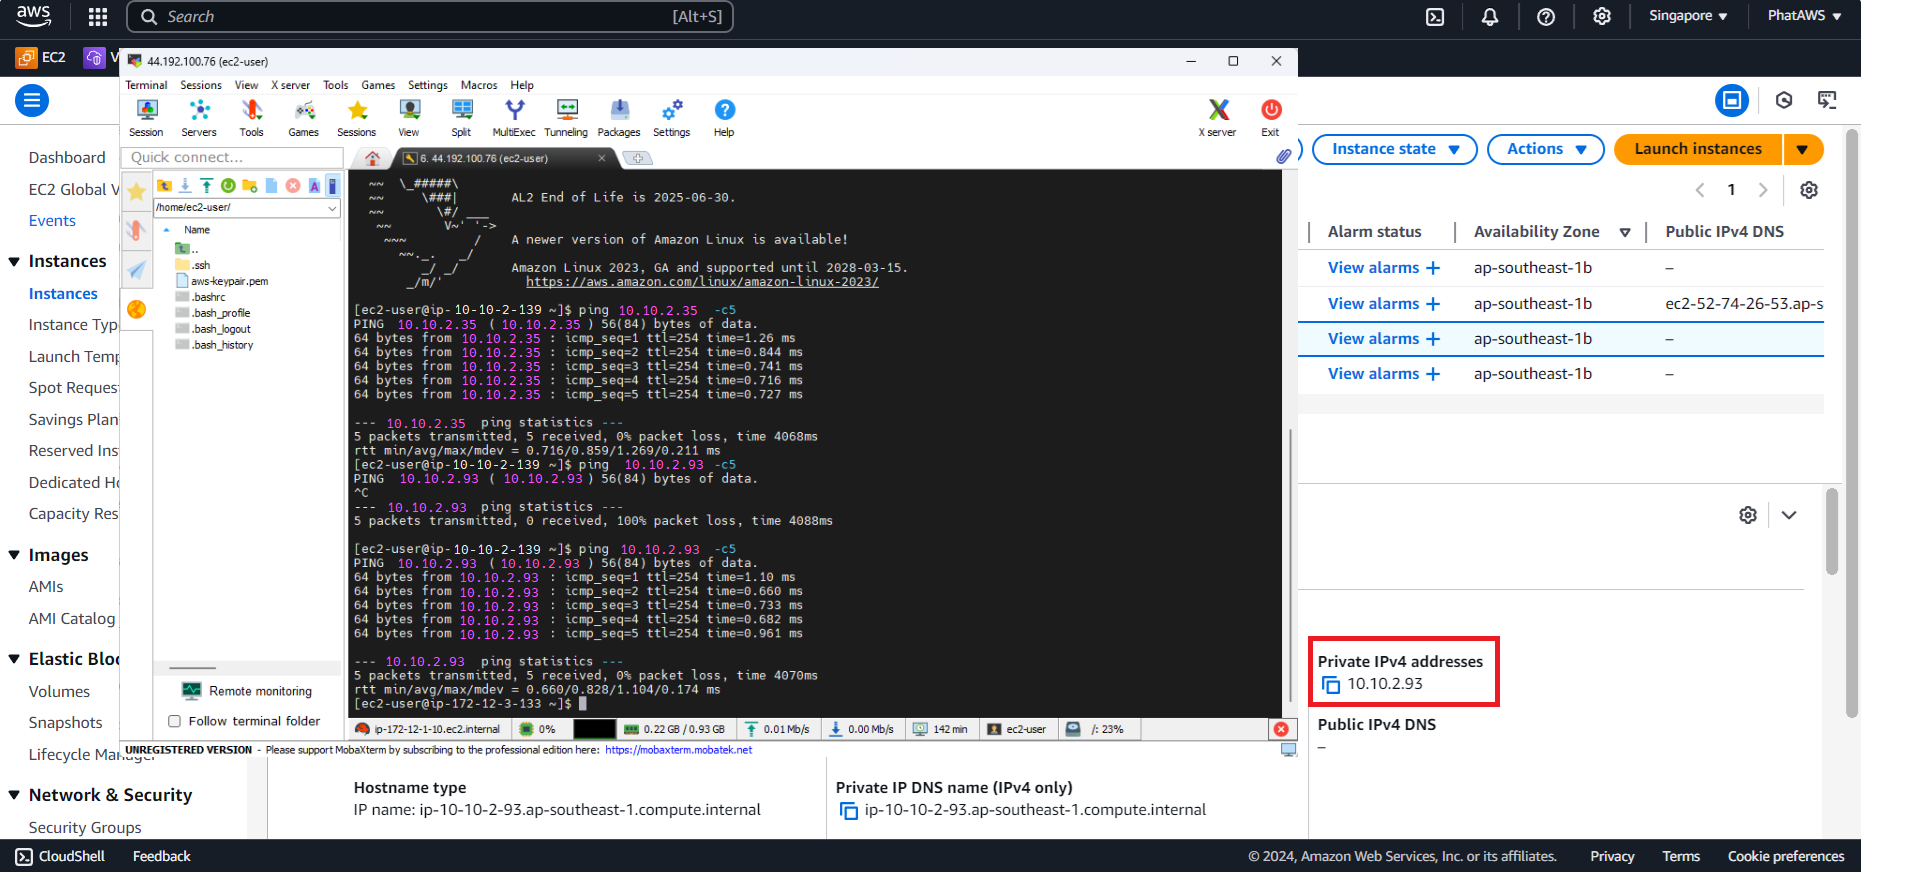 aws
Search
[Alt+S]
Singapore ▼
PhatAWS ▼
EC2
V
44.192.100.76 (ec2-user)
Terminal Sessions View X server Tools Games Settings Macros Help
Session Servers Tools Games Sessions View Split MultiExec Tunneling Packages Settings Help
X server Exit
Quick connect...
6. 44.192.100.76 (ec2-user)
/home/ec2-user/
Name
..
.ssh
aws-keypair.pem
.bashrc
.bash_profile
.bash_logout
.bash_history
Remote monitoring
Follow terminal folder
~~  \_#####\
~~     \###|       AL2 End of Life is 2025-06-30.
~~       \#/ ___
~~       V~' '->
~~~         /    A newer version of Amazon Linux is available!
~~._.   _/
_/ _/       Amazon Linux 2023, GA and supported until 2028-03-15.
_/m/'           https://aws.amazon.com/linux/amazon-linux-2023/
[ec2-user@ip-10-10-2-139 ~]$ ping 10.10.2.35 -c5
PING 10.10.2.35 ( 10.10.2.35 ) 56(84) bytes of data.
64 bytes from 10.10.2.35 : icmp_seq=1 ttl=254 time=1.26 ms
64 bytes from 10.10.2.35 : icmp_seq=2 ttl=254 time=0.844 ms
64 bytes from 10.10.2.35 : icmp_seq=3 ttl=254 time=0.741 ms
64 bytes from 10.10.2.35 : icmp_seq=4 ttl=254 time=0.716 ms
64 bytes from 10.10.2.35 : icmp_seq=5 ttl=254 time=0.727 ms
--- 10.10.2.35 ping statistics ---
5 packets transmitted, 5 received, 0% packet loss, time 4068ms
rtt min/avg/max/mdev = 0.716/0.859/1.269/0.211 ms
[ec2-user@ip-10-10-2-139 ~]$ ping 10.10.2.93 -c5
PING 10.10.2.93 ( 10.10.2.93 ) 56(84) bytes of data.
^C
--- 10.10.2.93 ping statistics ---
5 packets transmitted, 0 received, 100% packet loss, time 4088ms
[ec2-user@ip-10-10-2-139 ~]$ ping 10.10.2.93 -c5
PING 10.10.2.93 ( 10.10.2.93 ) 56(84) bytes of data.
64 bytes from 10.10.2.93 : icmp_seq=1 ttl=254 time=1.10 ms
64 bytes from 10.10.2.93 : icmp_seq=2 ttl=254 time=0.660 ms
64 bytes from 10.10.2.93 : icmp_seq=3 ttl=254 time=0.733 ms
64 bytes from 10.10.2.93 : icmp_seq=4 ttl=254 time=0.682 ms
64 bytes from 10.10.2.93 : icmp_seq=5 ttl=254 time=0.961 ms
--- 10.10.2.93 ping statistics ---
5 packets transmitted, 5 received, 0% packet loss, time 4070ms
rtt min/avg/max/mdev = 0.660/0.828/1.104/0.174 ms
[ec2-user@ip-172-12-3-133 ~]$
ip-172-12-1-10.ec2.internal 0% 0.22 GB / 0.93 GB 0.01 Mb/s 0.00 Mb/s 142 min ec2-user /: 23%
UNREGISTERED VERSION - Please support MobaXterm by subscribing to the professional edition here: https://mobaxterm.mobatek.net
Dashboard
EC2 Global V
Events
Instances
Instances
Instance Typ
Launch Temp
Spot Reques
Savings Plan
Reserved Ins
Dedicated Ho
Capacity Res
Images
AMIs
AMI Catalog
Elastic Bloc
Volumes
Snapshots
Lifecycle Manager
Network & Security
Security Groups
Instance state ▼
Actions ▼
Launch instances
1
Alarm status
Availability Zone
Public IPv4 DNS
View alarms + ap-southeast-1b –
View alarms + ap-southeast-1b ec2-52-74-26-53.ap-s
View alarms + ap-southeast-1b –
View alarms + ap-southeast-1b –
Private IPv4 addresses
10.10.2.93
Public IPv4 DNS
–
Hostname type
IP name: ip-10-10-2-93.ap-southeast-1.compute.internal
Private IP DNS name (IPv4 only)
ip-10-10-2-93.ap-southeast-1.compute.internal
CloudShell
Feedback
© 2024, Amazon Web Services, Inc. or its affiliates.
Privacy
Terms
Cookie preferences